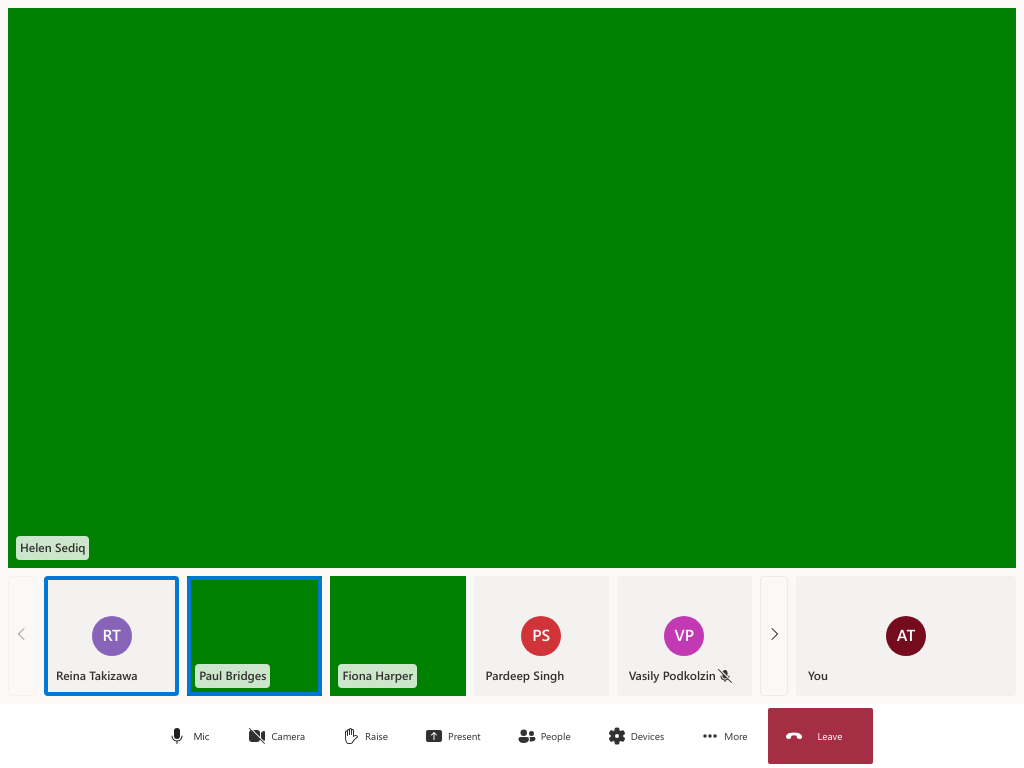 Helen Sediq
RT
Reina Takizawa
Paul Bridges
Fiona Harper
PS
Pardeep Singh
VP
Vasily Podkolzin
AT
You
Mic
Camera
Raise
Present
People
Devices
More
Leave